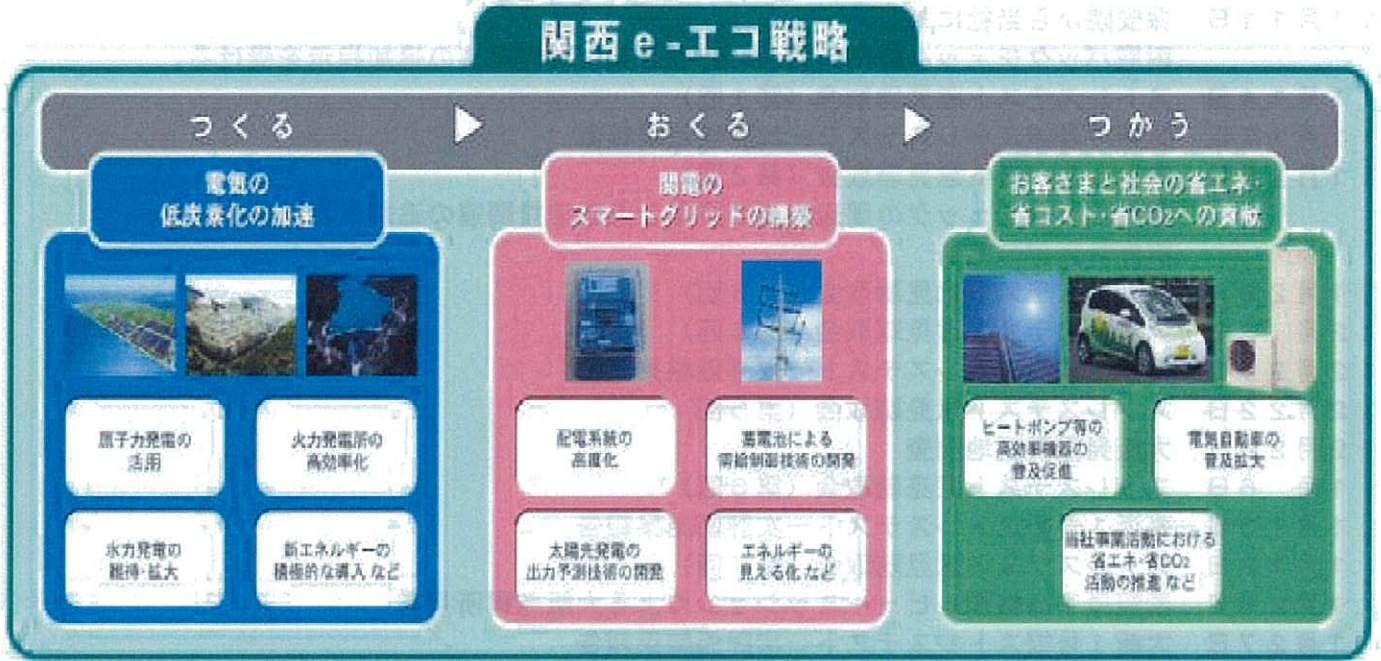 関西e-エコ戦略
つくる ▶ おくる ▶ つかう
電気の
低炭素化の加速
原子力発電の
活用
火力発電所の
高効率化
水力発電の
維持・拡大
新エネルギーの
積極的な導入 など
関電の
スマートグリッドの構築
配電系統の
高度化
蓄電池による
需給制御技術の開発
太陽光発電の
出力予測技術の開発
エネルギーの
見える化 など
お客さまと社会の省エネ・
省コスト・省CO₂への貢献
ヒートポンプ等の
高効率機器の
普及促進
電気自動車の
普及拡大
当社事業活動における
省エネ・省CO₂
活動の推進 など